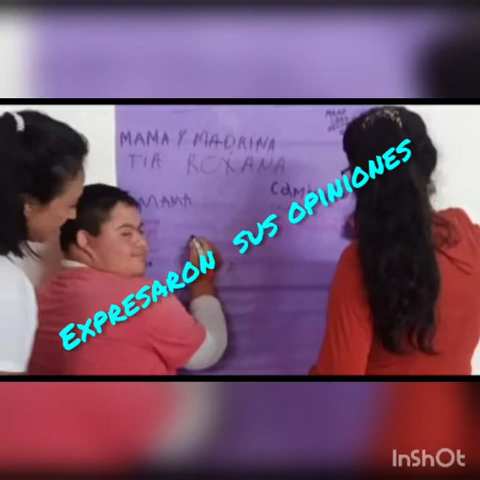 MAMA Y MADRINA
TIA ROXANA
MAMA
EXPRESARON SUS OPINIONES
InShOt